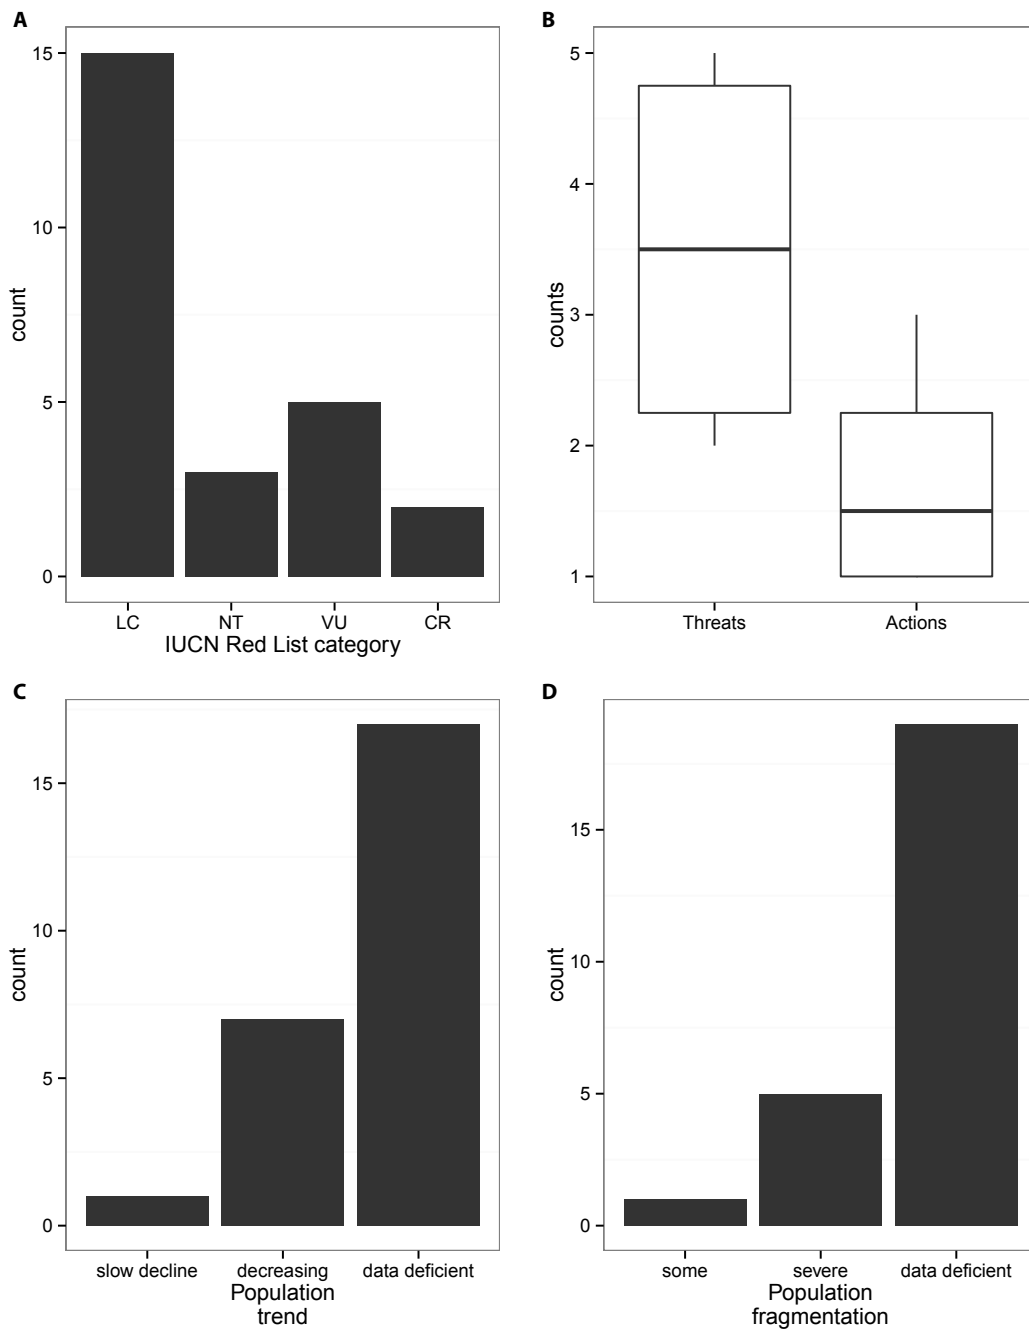 A
count
15
10
5
0
LC NT VU CR
IUCN Red List category
B
counts
5
4
3
2
1
Threats Actions
C
count
15
10
5
0
slow decline decreasing data deficient
Population
trend
D
count
15
10
5
0
some severe data deficient
Population
fragmentation